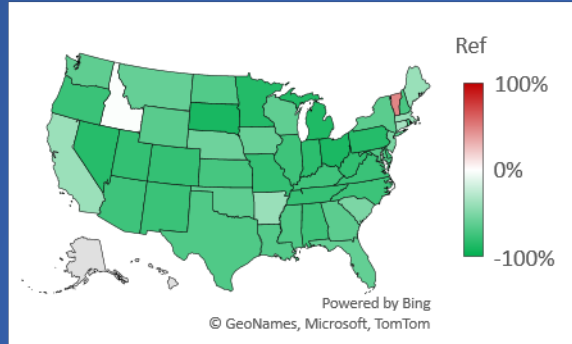 Ref
100%
0%
-100%
Powered by Bing
© GeoNames, Microsoft, TomTom